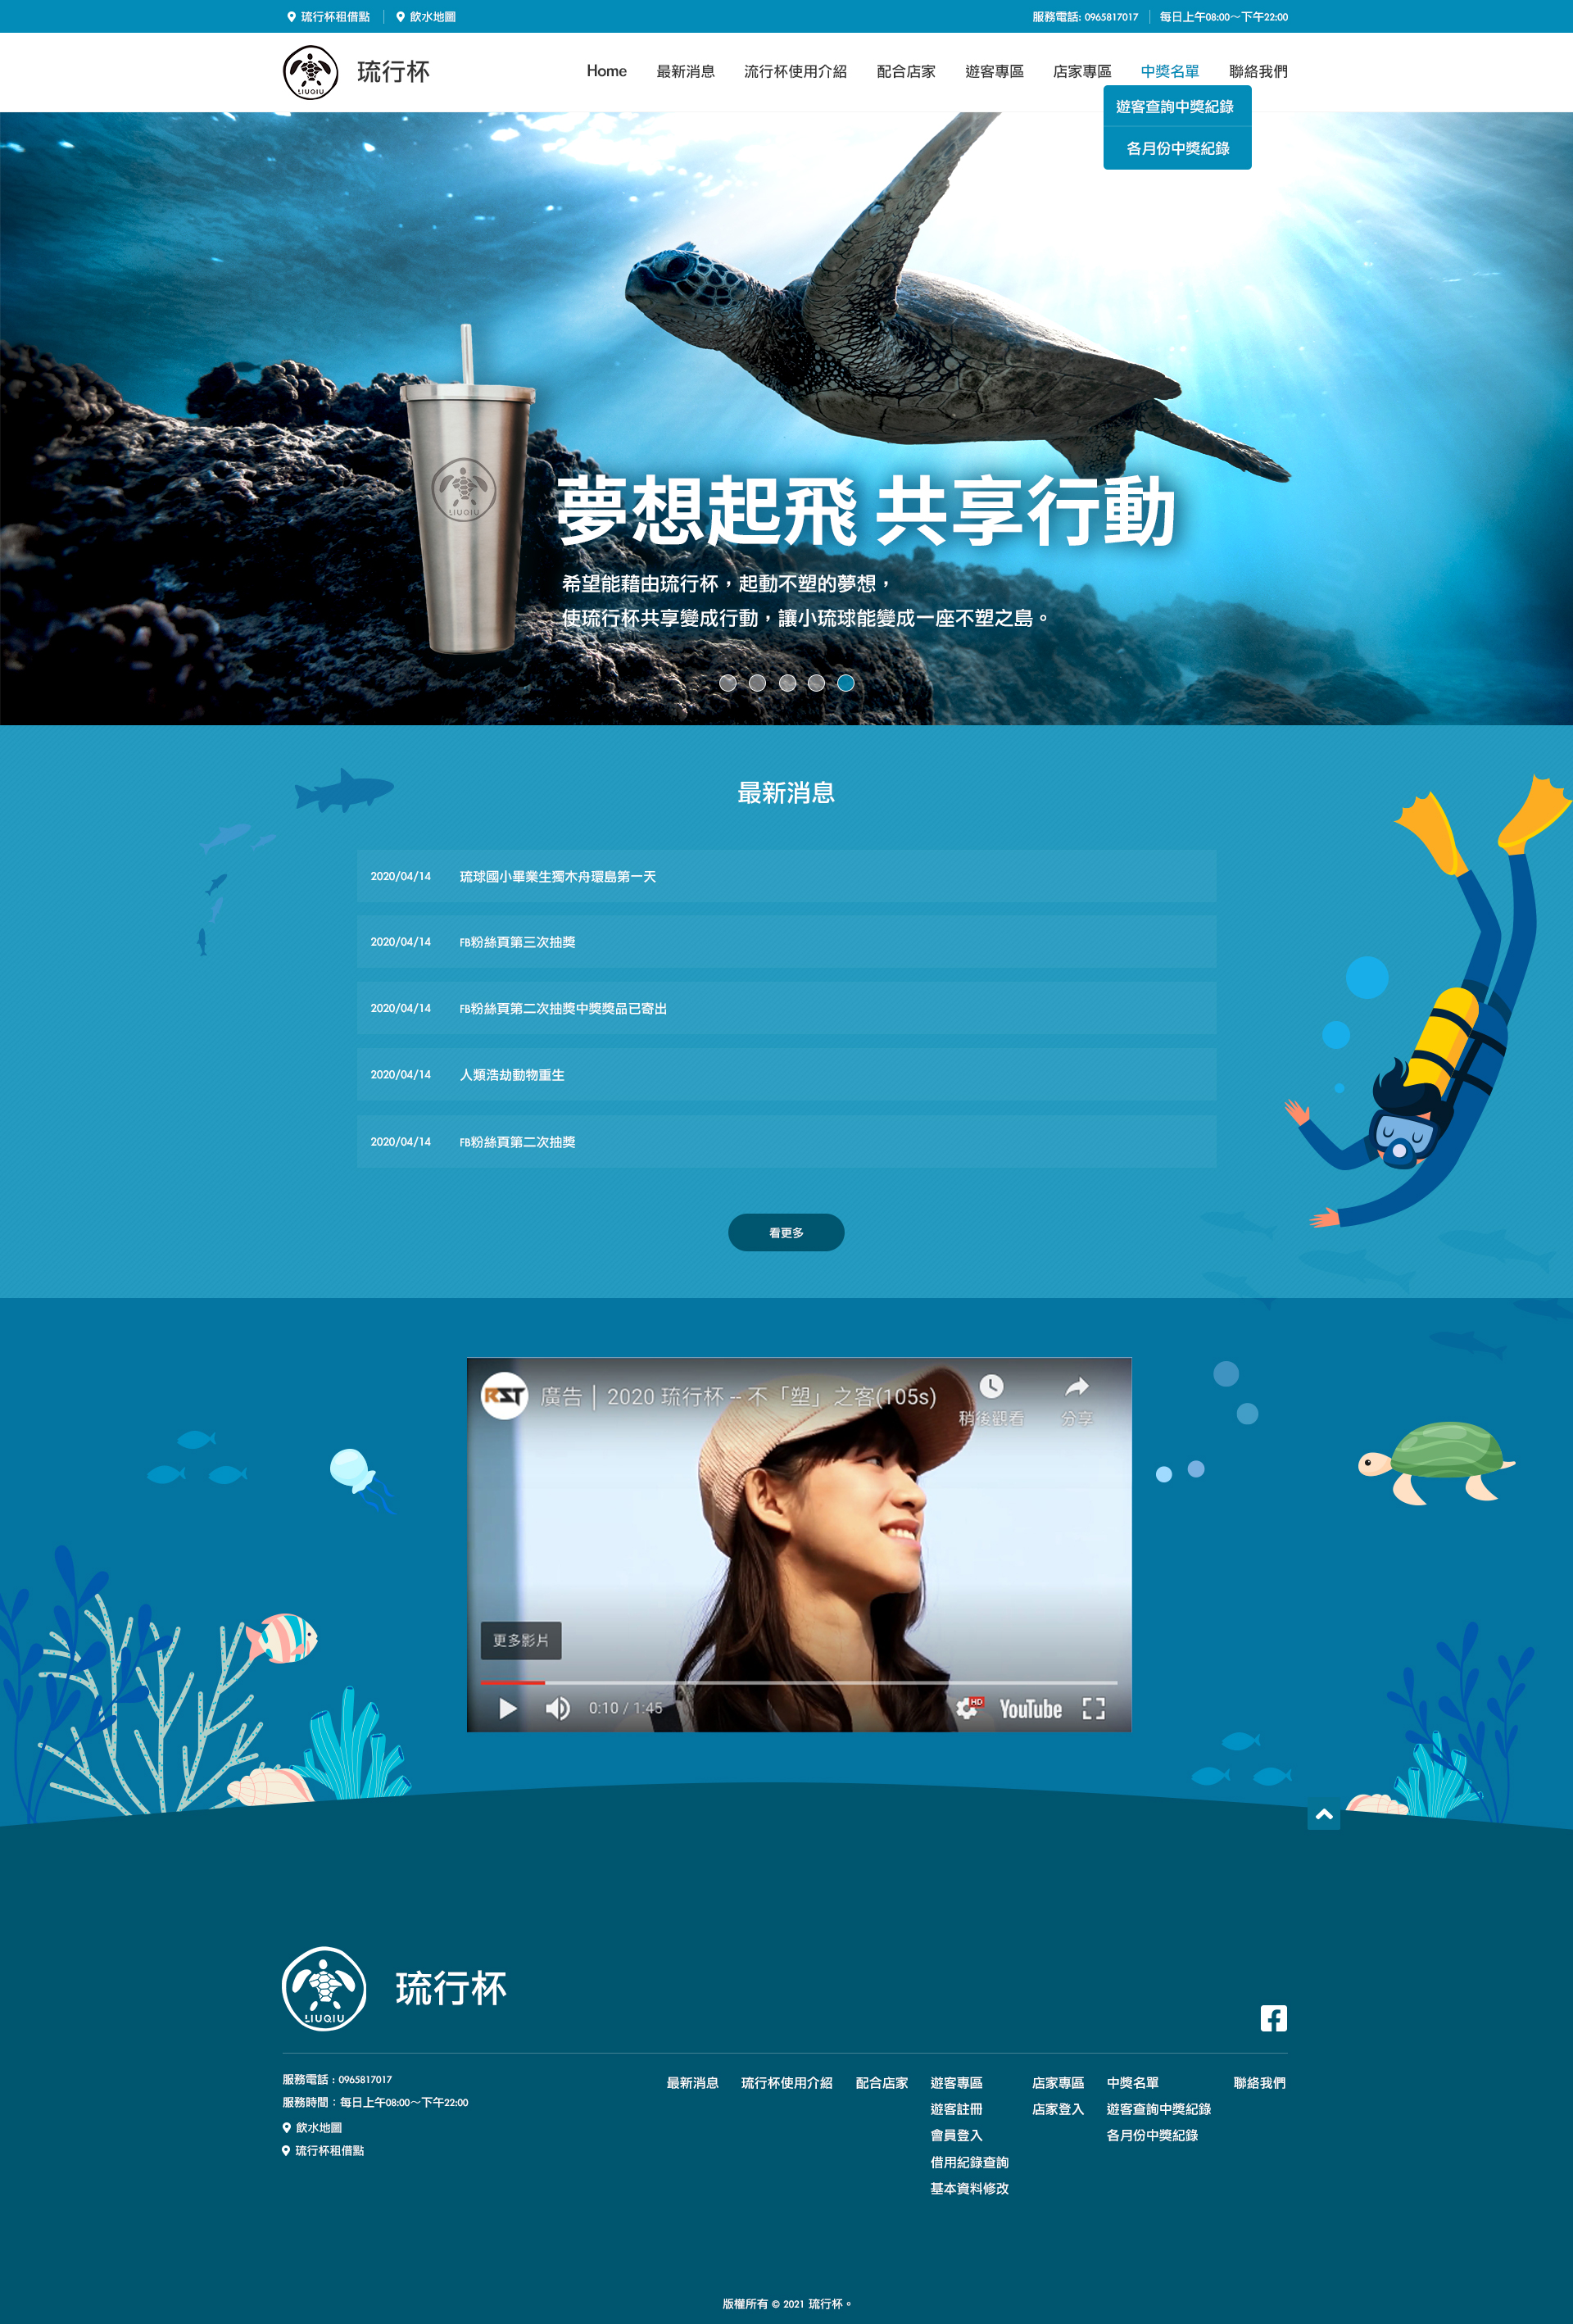 琉行杯租借點
飲水地圖
服務電話: 0965817017
每日上午08:00～下午22:00
LIUQIU
琉行杯
Home
最新消息
流行杯使用介紹
配合店家
遊客專區
店家專區
中獎名單
聯絡我們
遊客查詢中獎紀錄
各月份中獎紀錄
LIUQIU
夢想起飛 共享行動
希望能藉由琉行杯，起動不塑的夢想，
使琉行杯共享變成行動，讓小琉球能變成一座不塑之島。
最新消息
2020/04/14 琉球國小畢業生獨木舟環島第一天
2020/04/14 FB粉絲頁第三次抽獎
2020/04/14 FB粉絲頁第二次抽獎中獎獎品已寄出
2020/04/14 人類浩劫動物重生
2020/04/14 FB粉絲頁第二次抽獎
看更多
RST
廣告 | 2020 琉行杯 -- 不「塑」之客(105s)
稍後觀看
分享
更多影片
0:10 / 1:45
HD
YouTube
LIUQIU
琉行杯
服務電話 : 0965817017
服務時間：每日上午08:00～下午22:00
飲水地圖
琉行杯租借點
最新消息
琉行杯使用介紹
配合店家
遊客專區
遊客註冊
會員登入
借用紀錄查詢
基本資料修改
店家專區
店家登入
中獎名單
遊客查詢中獎紀錄
各月份中獎紀錄
聯絡我們
版權所有 © 2021 琉行杯。